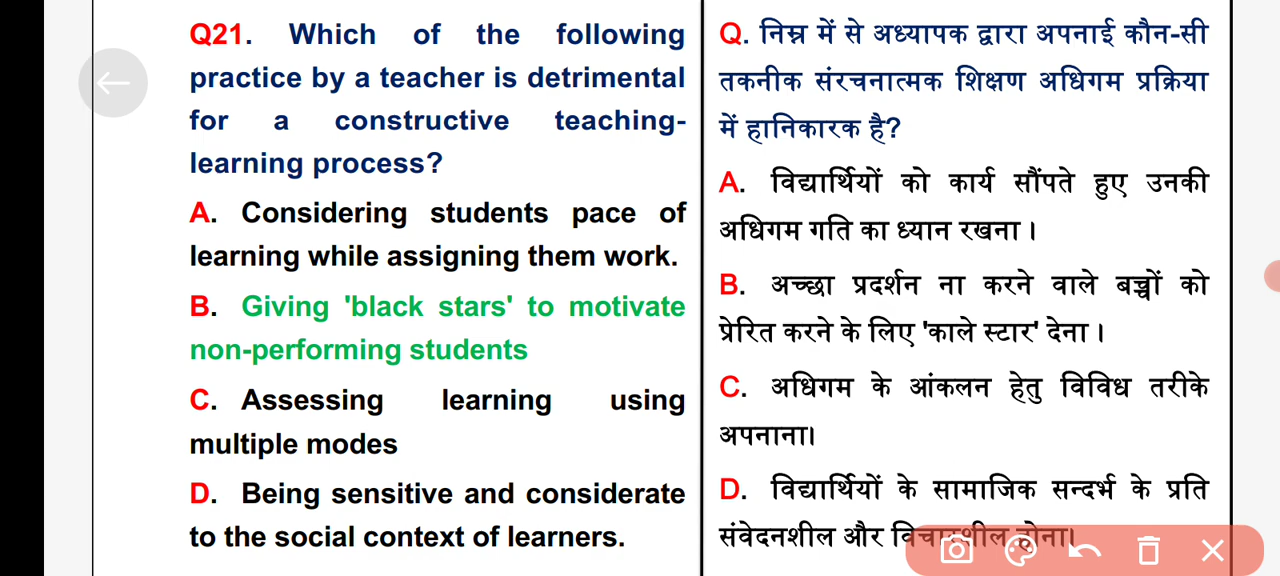 Q21. Which of the following
practice by a teacher is detrimental
for a constructive teaching-
learning process?
A. Considering students pace of
learning while assigning them work.
B. Giving 'black stars' to motivate
non-performing students
C. Assessing learning using
multiple modes
D. Being sensitive and considerate
to the social context of learners.
Q. निम्न में से अध्यापक द्वारा अपनाई कौन-सी
तकनीक संरचनात्मक शिक्षण अधिगम प्रक्रिया
में हानिकारक है?
A. विद्यार्थियों को कार्य सौंपते हुए उनकी
अधिगम गति का ध्यान रखना।
B. अच्छा प्रदर्शन ना करने वाले बच्चों को
प्रेरित करने के लिए 'काले स्टार' देना।
C. अधिगम के आंकलन हेतु विविध तरीके
अपनाना।
D. विद्यार्थियों के सामाजिक सन्दर्भ के प्रति
संवेदनशील और विचारशील होना।